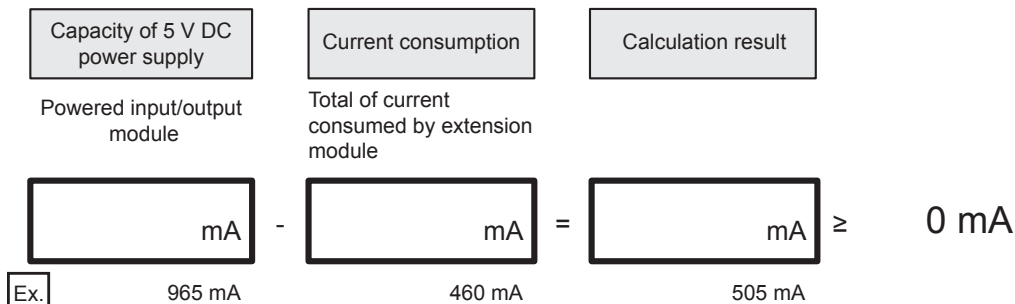 Capacity of 5 V DC
power supply
Current consumption
Calculation result
Powered input/output
module
Total of current
consumed by extension
module
mA - mA = mA ≥ 0 mA
Ex. 965 mA 460 mA 505 mA